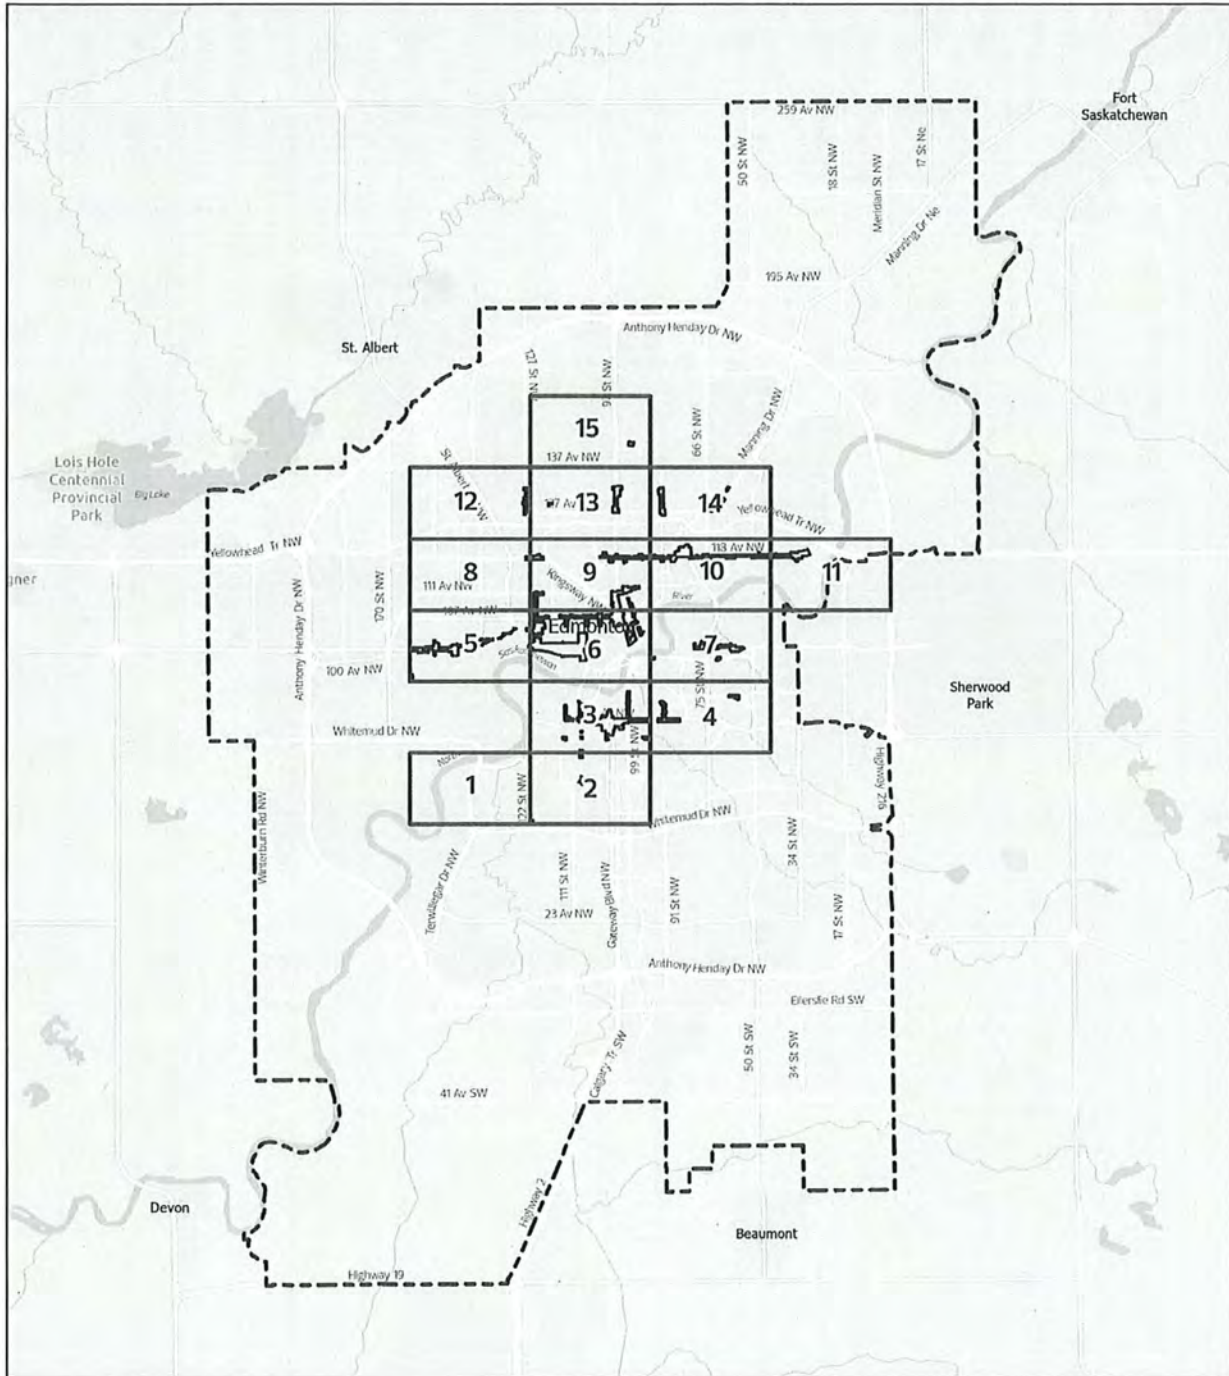 Fort
Saskatchewan
259 Av NW
50 St NW
18 St NW
Meridian St NW
17 St Ne
Manning Dr Ne
195 Av NW
Anthony Henday Dr NW
St. Albert
127 St NW
97 St NW
15
66 St NW
Manning Dr NW
137 Av NW
Lois Hole
Centennial
Provincial
Park
Big Lake
St Albert
12
13
14
Yellowhead Tr NW
Yellowhead Tr NW
118 Av NW
8
9
10
11
111 Av NW
Kingsway NW
River
170 St NW
Anthony Henday Dr NW
107 Av NW
Edmonton
5
6
7
100 Av NW
75 St NW
Sherwood
Park
3
4
Whitemud Dr NW
99 St NW
Highway 216
1
2
Whitemud Dr NW
Winterburn Rd NW
34 St NW
Terwillegar Dr NW
111 St NW
Gateway Blvd NW
91 St NW
17 St NW
23 Av NW
Anthony Henday Dr NW
Ellerslie Rd SW
50 St SW
34 St SW
Calgary Tr SW
41 Av SW
Devon
Highway 2
Beaumont
Highway 19